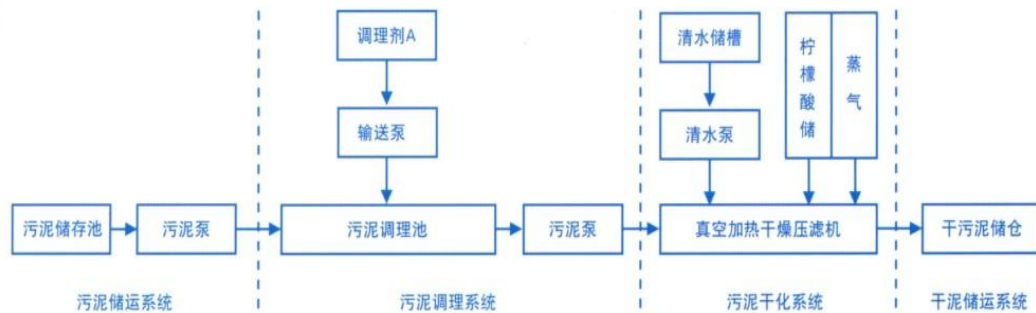 调理剂A
清水储槽
柠檬酸储
蒸气
输送泵
清水泵
污泥储存池
污泥泵
污泥调理池
污泥泵
真空加热干燥压滤机
干污泥储仓
污泥储运系统
污泥调理系统
污泥干化系统
干泥储运系统